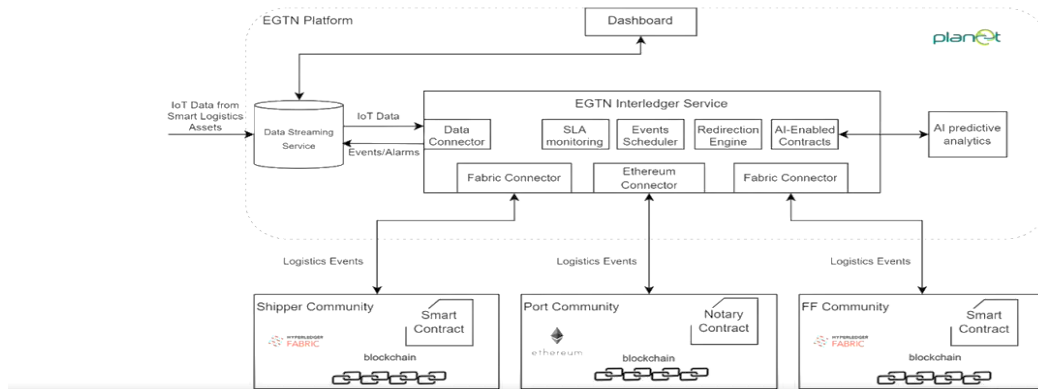 EGTN Platform
Dashboard
planet
IoT Data from
Smart Logistics
Assets
Data Streaming
Service
IoT Data
Events/Alarms
EGTN Interledger Service
Data
Connector
SLA
monitoring
Events
Scheduler
Redirection
Engine
AI-Enabled
Contracts
AI predictive
analytics
Fabric Connector
Ethereum
Connector
Fabric Connector
Logistics Events
Logistics Events
Logistics Events
Shipper Community
Smart
Contract
HYPERLEDGER
FABRIC
blockchain
Port Community
Notary
Contract
ethereum
blockchain
FF Community
Smart
Contract
HYPERLEDGER
FABRIC
blockchain